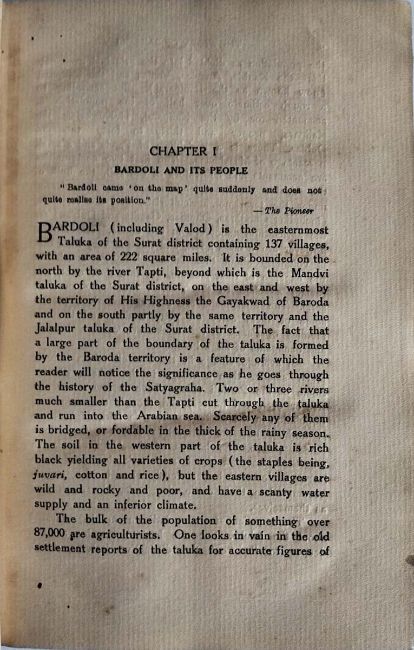 CHAPTER I
BARDOLI AND ITS PEOPLE
"Bardoli came 'on the map' quite suddenly and does not
quite realise its position."
— The Pioneer
BARDOLI (including Valod) is the easternmost
Taluka of the Surat district containing 137 villages,
with an area of 222 square miles. It is bounded on the
north by the river Tapti, beyond which is the Mandvi
taluka of the Surat district, on the east and west by
the territory of His Highness the Gayakwad of Baroda
and on the south partly by the same territory and the
Jalalpur taluka of the Surat district. The fact that
a large part of the boundary of the taluka is formed
by the Baroda territory is a feature of which the
reader will notice the significance as he goes through
the history of the Satyagraha. Two or three rivers
much smaller than the Tapti cut through the taluka
and run into the Arabian sea. Scarcely any of them
is bridged, or fordable in the thick of the rainy season.
The soil in the western part of the taluka is rich
black yielding all varieties of crops (the staples being,
juvari, cotton and rice), but the eastern villages are
wild and rocky and poor, and have a scanty water
supply and an inferior climate.
The bulk of the population of something over
87,000 are agriculturists. One looks in vain in the old
settlement reports of the taluka for accurate figures of